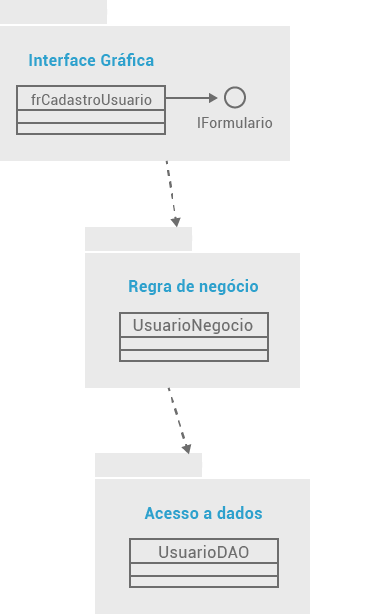 Interface Gráfica
frCadastroUsuario
IFormulario
Regra de negócio
UsuarioNegocio
Acesso a dados
UsuarioDAO